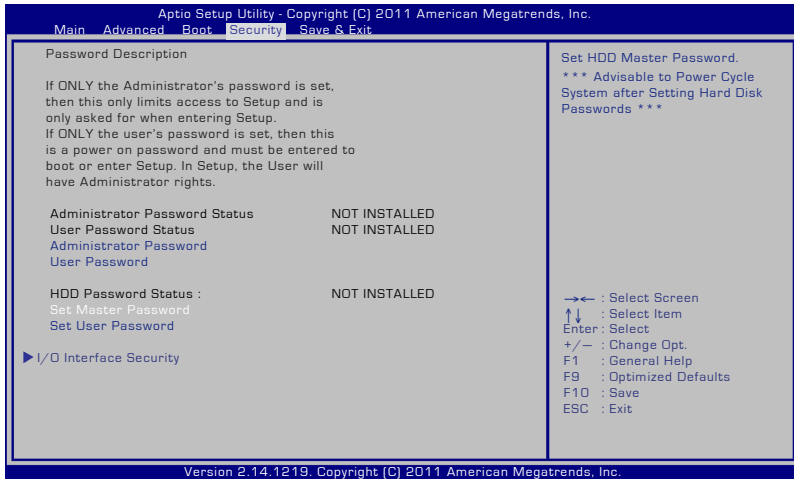 Aptio Setup Utility - Copyright (C) 2011 American Megatrends, Inc.
Main Advanced Boot Security Save & Exit
Password Description
If ONLY the Administrator's password is set,
then this only limits access to Setup and is
only asked for when entering Setup.
If ONLY the user's password is set, then this
is a power on password and must be entered to
boot or enter Setup. In Setup, the User will
have Administrator rights.
Administrator Password Status NOT INSTALLED
User Password Status NOT INSTALLED
Administrator Password
User Password
HDD Password Status : NOT INSTALLED
Set Master Password
Set User Password
▶ I/O Interface Security
Set HDD Master Password.
*** Advisable to Power Cycle
System after Setting Hard Disk
Passwords ***
→← : Select Screen
↑↓ : Select Item
Enter : Select
+/— : Change Opt.
F1 : General Help
F9 : Optimized Defaults
F10 : Save
ESC : Exit
Version 2.14.1219. Copyright (C) 2011 American Megatrends, Inc.